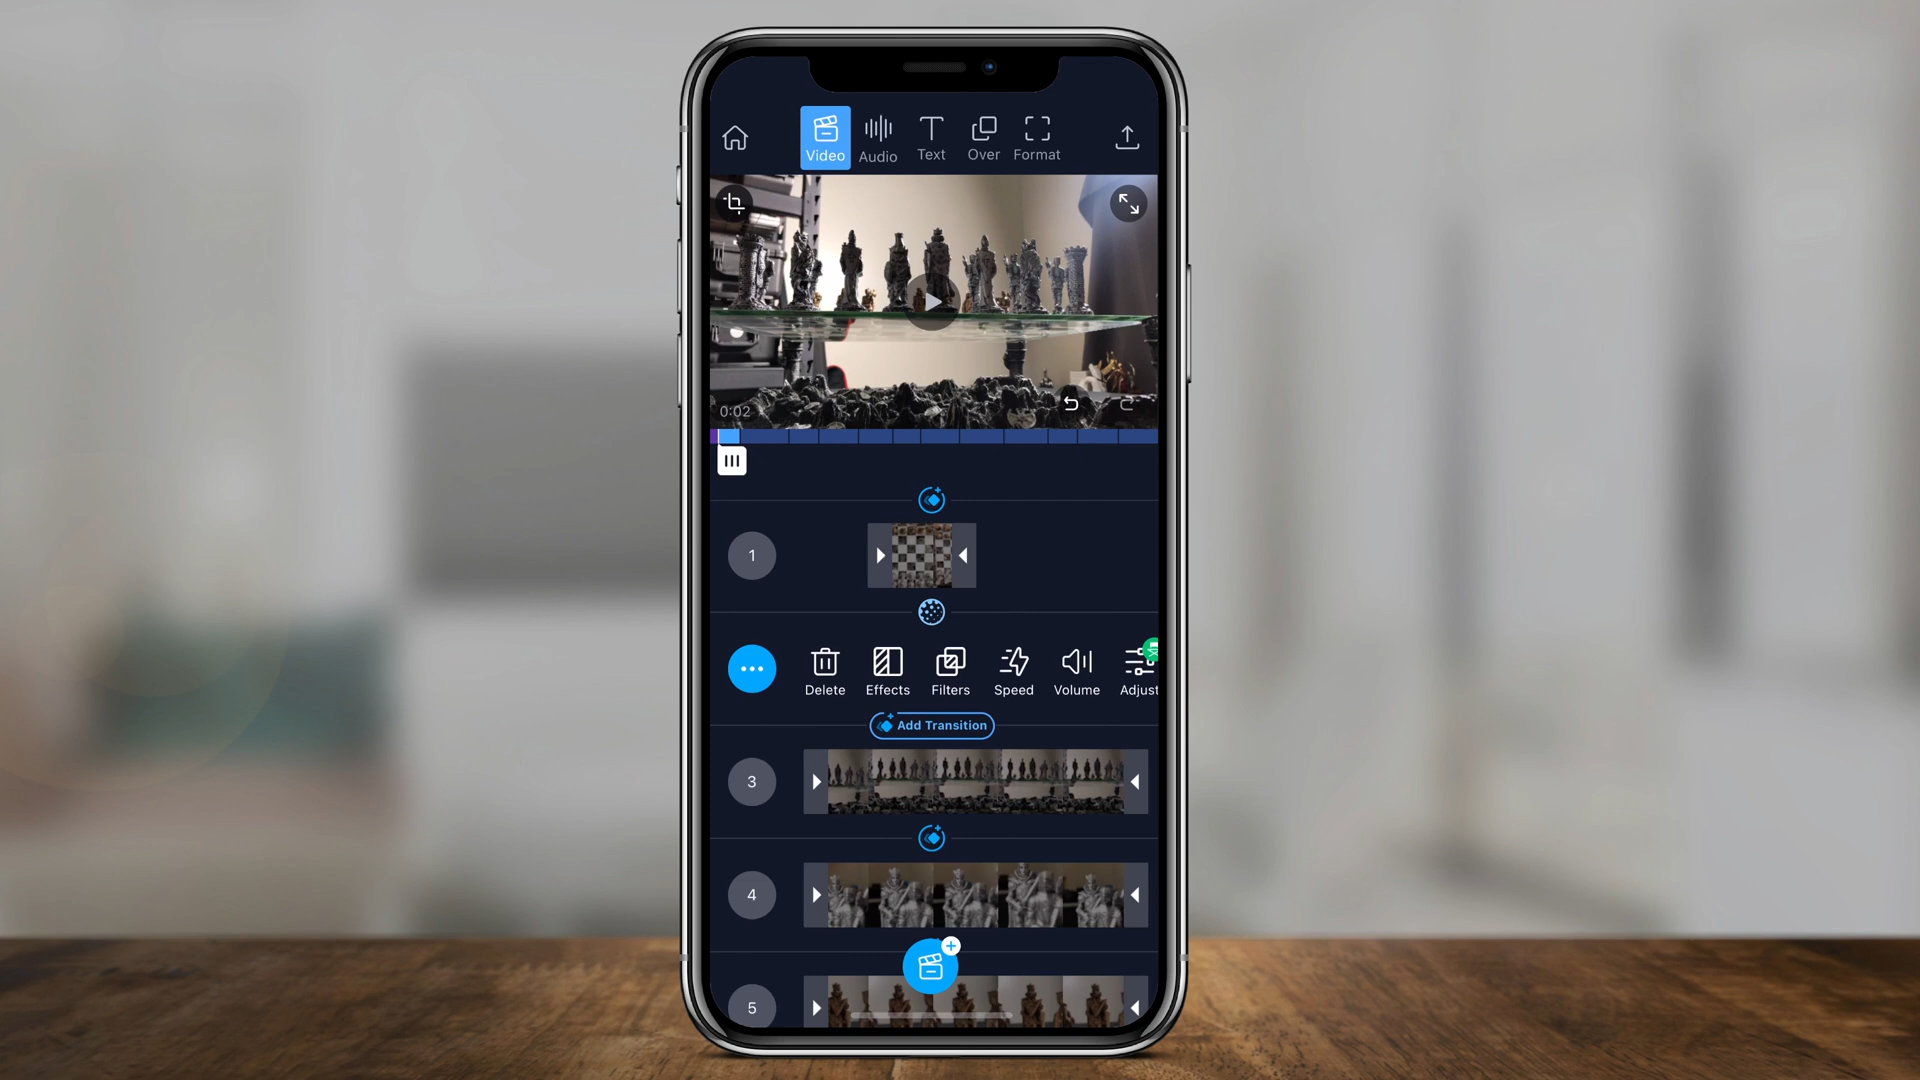 Video Audio Text Over Format
0:02
1
Delete Effects Filters Speed Volume Adjust
Add Transition
3
4
5